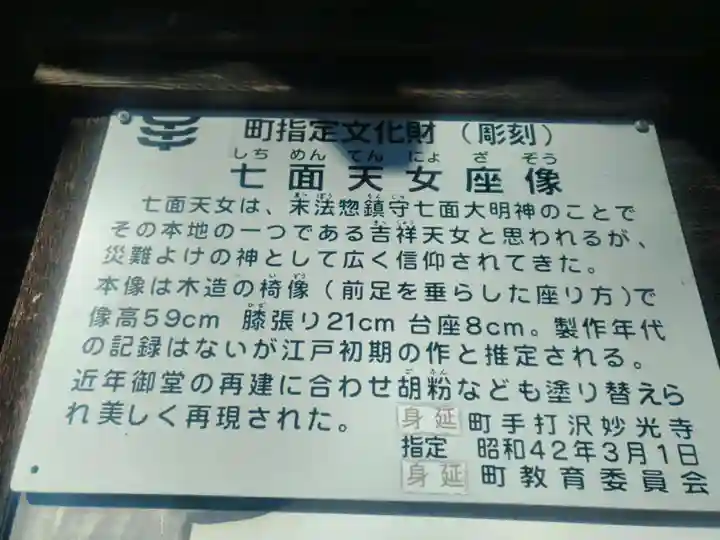 町指定文化財（彫刻）
しちめんてんにょざぞう
七面天女座像
七面天女は、末法惣鎮守七面大明神のことで
その本地の一つである吉祥天女と思われるが、
災難よけの神として広く信仰されてきた。
本像は木造の椅像（前足を垂らした座り方）で
像高59cm 膝張り21cm 台座8cm。製作年代
の記録はないが江戸初期の作と推定される。
近年御堂の再建に合わせ胡粉なども塗り替えら
れ美しく再現された。
身延町手打沢妙光寺
指定 昭和42年3月1日
身延町教育委員会